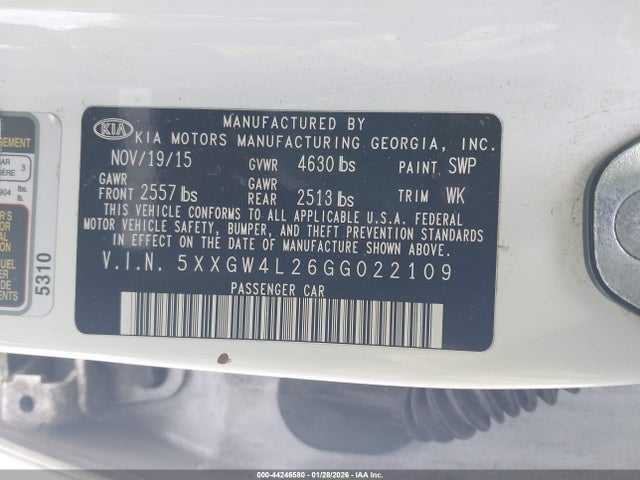 MANUFACTURED BY
KIA KIA MOTORS MANUFACTURING GEORGIA, INC.
NOV/19/15 GVWR 4630 lbs PAINT SWP
GAWR FRONT 2557 lbs GAWR REAR 2513 lbs TRIM WK
THIS VEHICLE CONFORMS TO ALL APPLICABLE U.S.A. FEDERAL
MOTOR VEHICLE SAFETY, BUMPER, AND THEFT PREVENTION STANDARDS
IN EFFECT ON THE DATE OF MANUFACTURE SHOWN ABOVE.
V.I.N. 5XXGW4L26GG022109
PASSENGER CAR
5310
3
lbs.
000-44246580 | 01/28/2026 | COPART